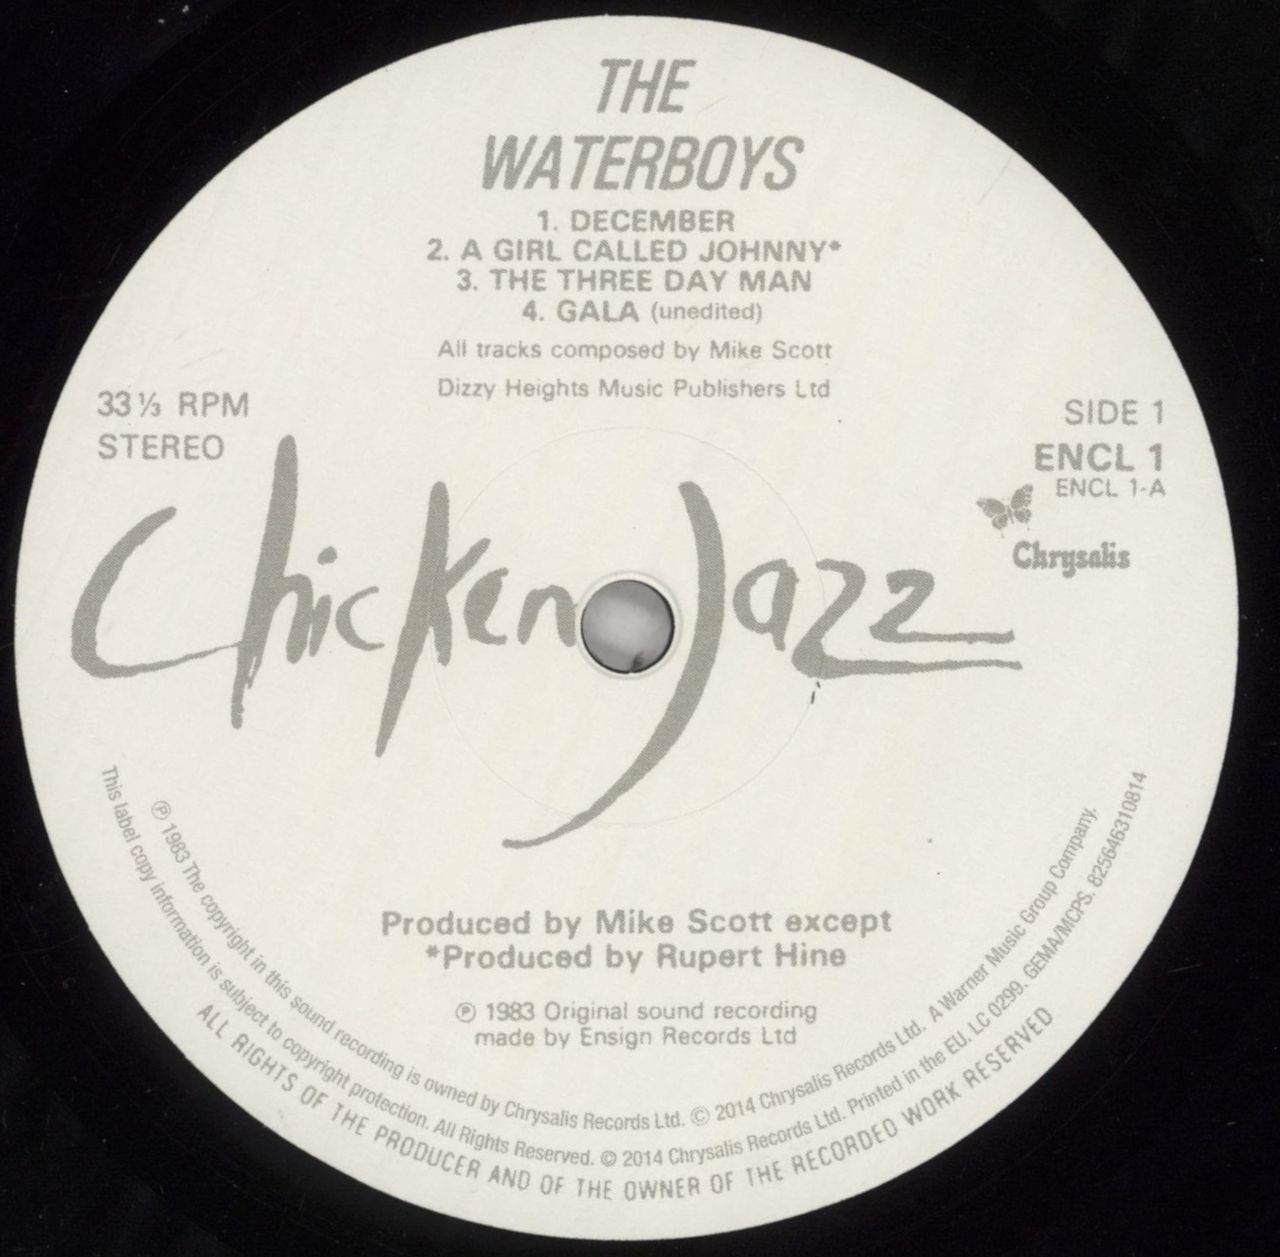 THE
WATERBOYS
1. DECEMBER
2. A GIRL CALLED JOHNNY*
3. THE THREE DAY MAN
4. GALA (unedited)
All tracks composed by Mike Scott
Dizzy Heights Music Publishers Ltd
33⅓ RPM
STEREO
SIDE 1
ENCL 1
ENCL 1-A
Chrysalis
Chicken Jazz
Produced by Mike Scott except
*Produced by Rupert Hine
℗ 1983 Original sound recording
made by Ensign Records Ltd
℗ 1983 The copyright in this sound recording is owned by Chrysalis Records Ltd. © 2014 Chrysalis Records Ltd. A Warner Music Group Company.
This label copy information is subject to copyright protection. All Rights Reserved. © 2014 Chrysalis Records Ltd. Printed in the EU. LC 0299. GEMA/MCPS. 825646310814
ALL RIGHTS OF THE PRODUCER AND OF THE OWNER OF THE RECORDED WORK RESERVED